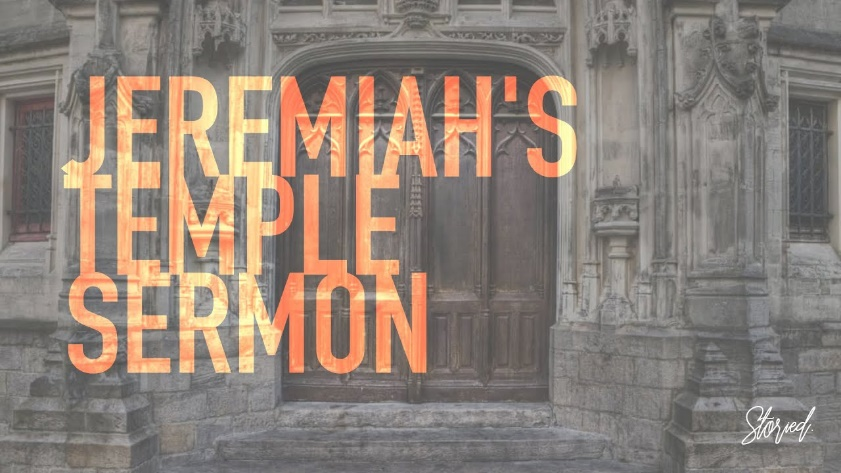 JEREMIAH'S
TEMPLE
SERMON
Storied.